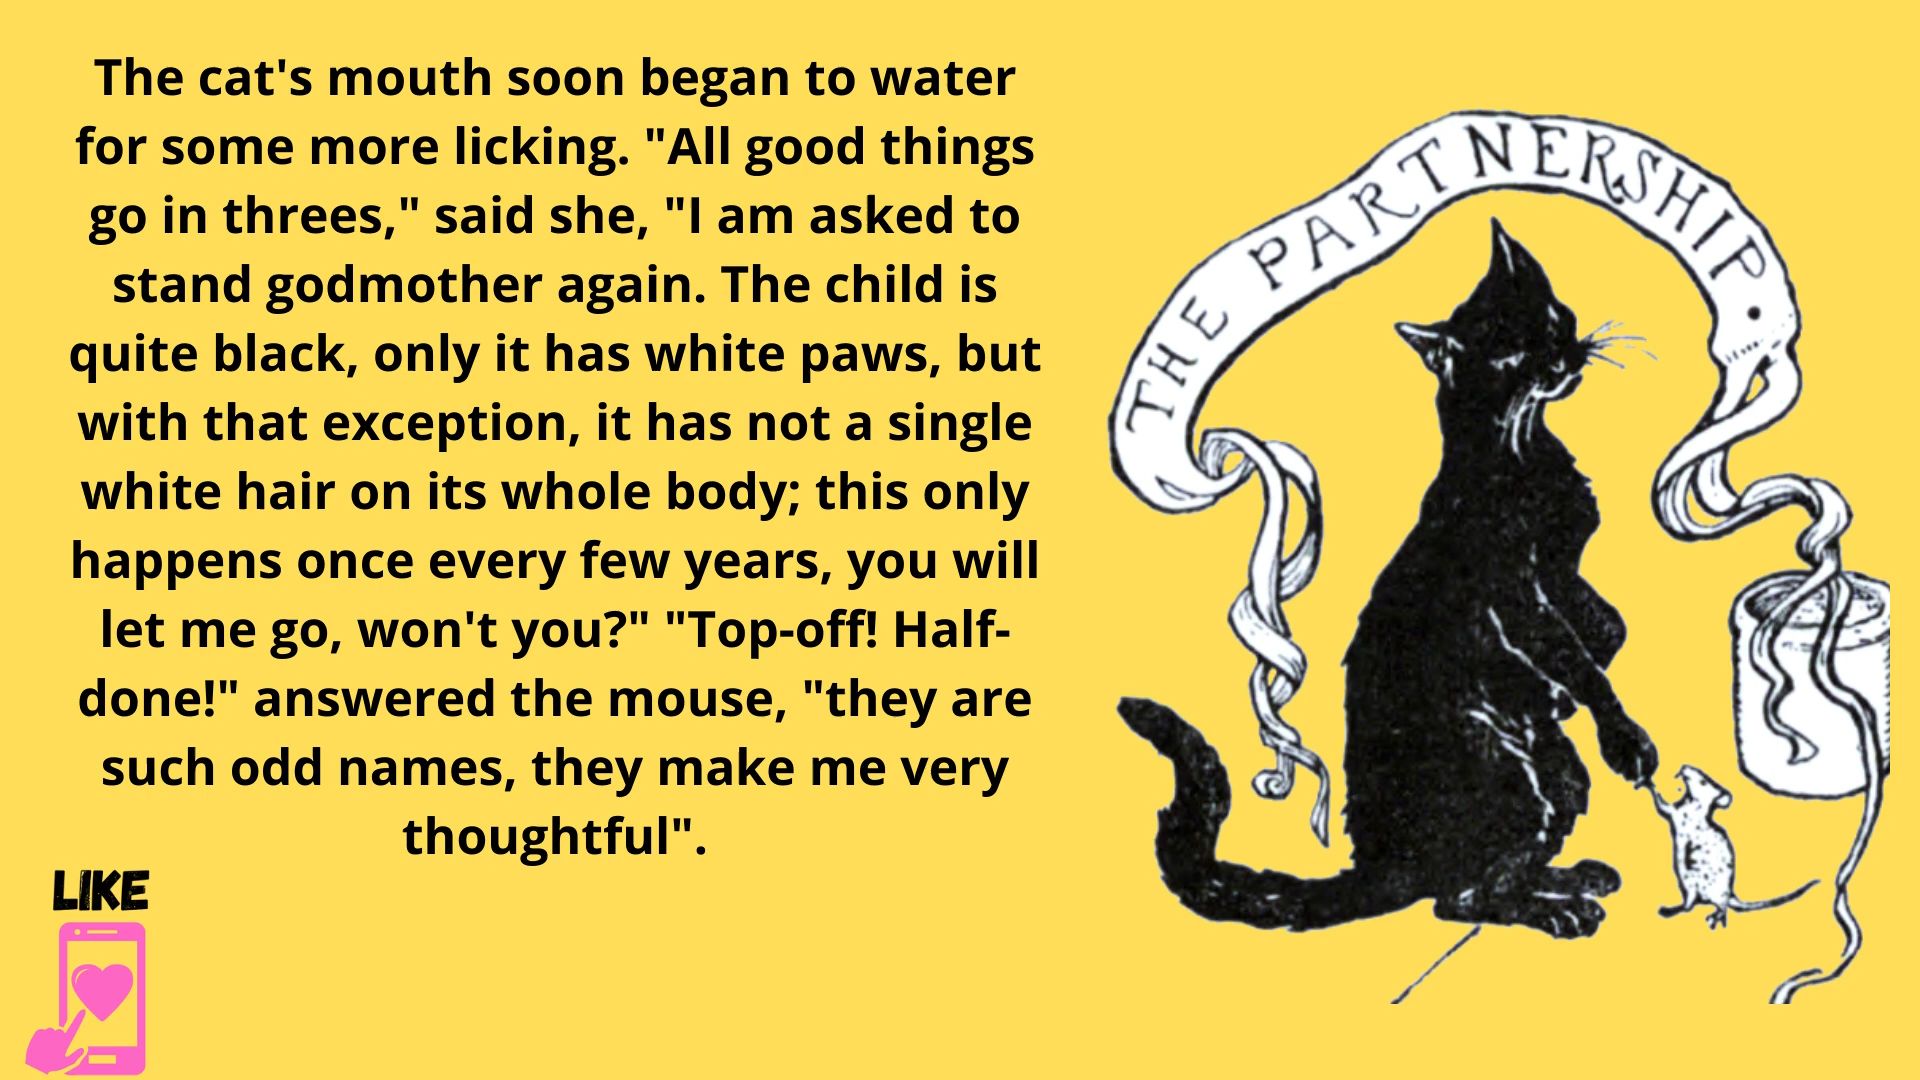 The cat's mouth soon began to water
for some more licking. "All good things
go in threes," said she, "I am asked to
stand godmother again. The child is
quite black, only it has white paws, but
with that exception, it has not a single
white hair on its whole body; this only
happens once every few years, you will
let me go, won't you?" "Top-off! Half-
done!" answered the mouse, "they are
such odd names, they make me very
thoughtful".
THE PARTNERSHIP.
LIKE